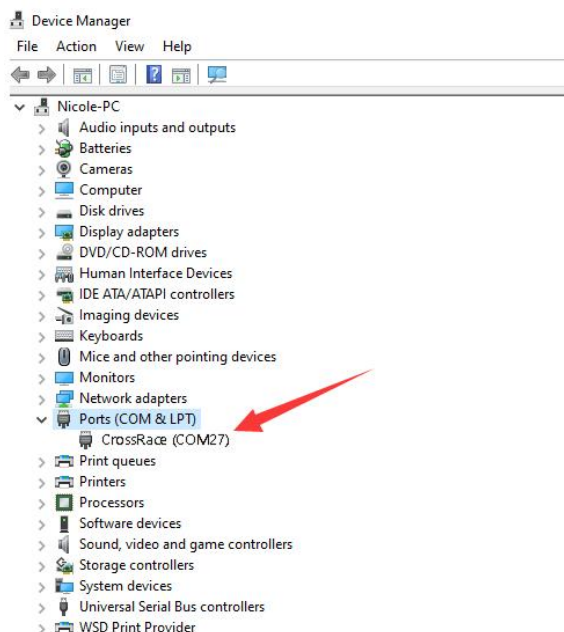 Device Manager
File Action View Help
Nicole-PC
Audio inputs and outputs
Batteries
Cameras
Computer
Disk drives
Display adapters
DVD/CD-ROM drives
Human Interface Devices
IDE ATA/ATAPI controllers
Imaging devices
Keyboards
Mice and other pointing devices
Monitors
Network adapters
Ports (COM & LPT)
CrossRace (COM27)
Print queues
Printers
Processors
Software devices
Sound, video and game controllers
Storage controllers
System devices
Universal Serial Bus controllers
WSD Print Provider